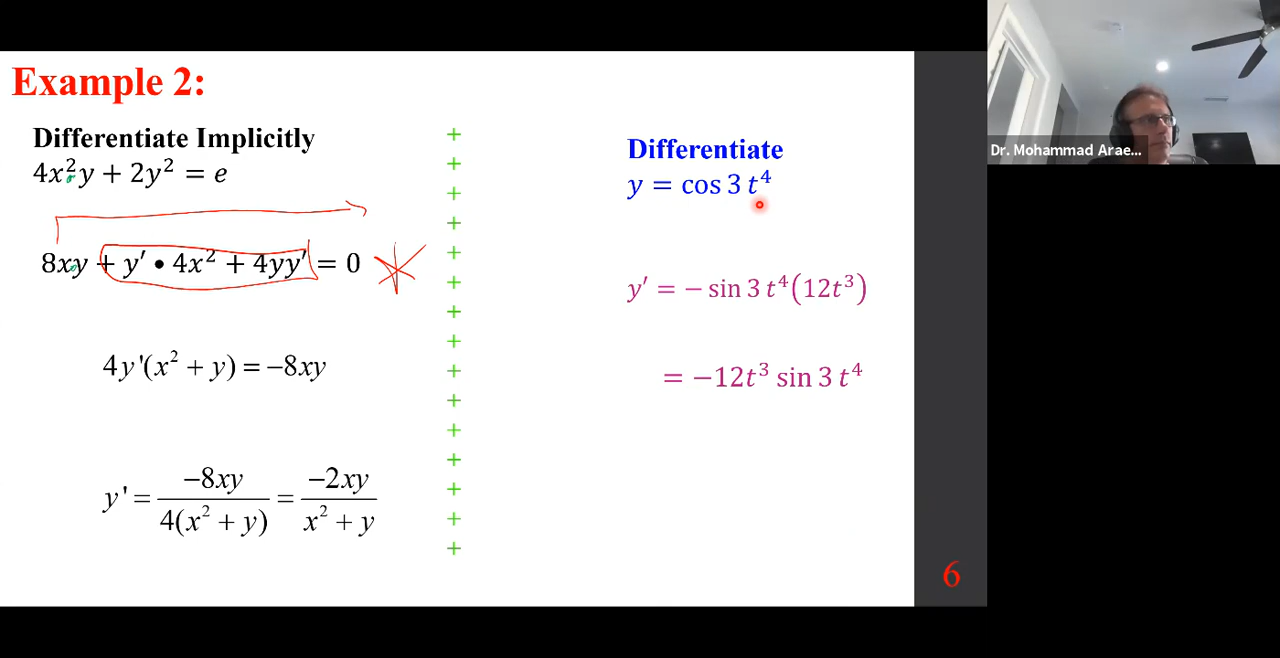 Example 2:
Differentiate Implicitly
4x²y + 2y² = e
8xy + y′ • 4x² + 4yy′ = 0
4y'(x² + y) = −8xy
y' = −8xy / 4(x² + y) = −2xy / x² + y
Differentiate
y = cos 3 t⁴
y′ = − sin 3 t⁴(12t³)
= −12t³ sin 3 t⁴
6
Dr. Mohammad Arae...